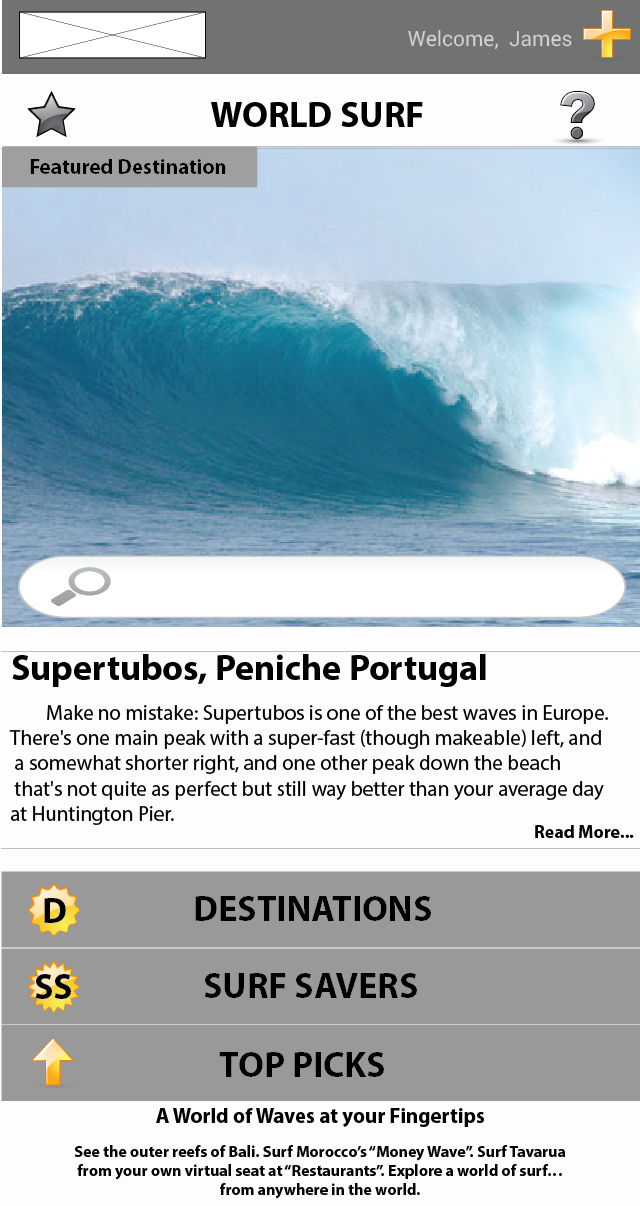 Welcome, James
WORLD SURF
Featured Destination
Supertubos, Peniche Portugal
Make no mistake: Supertubos is one of the best waves in Europe.
There's one main peak with a super-fast (though makeable) left, and
a somewhat shorter right, and one other peak down the beach
that's not quite as perfect but still way better than your average day
at Huntington Pier.
Read More...
D DESTINATIONS
SS SURF SAVERS
TOP PICKS
A World of Waves at your Fingertips
See the outer reefs of Bali. Surf Morocco's “Money Wave”. Surf Tavarua
from your own virtual seat at “Restaurants”. Explore a world of surf…
from anywhere in the world.